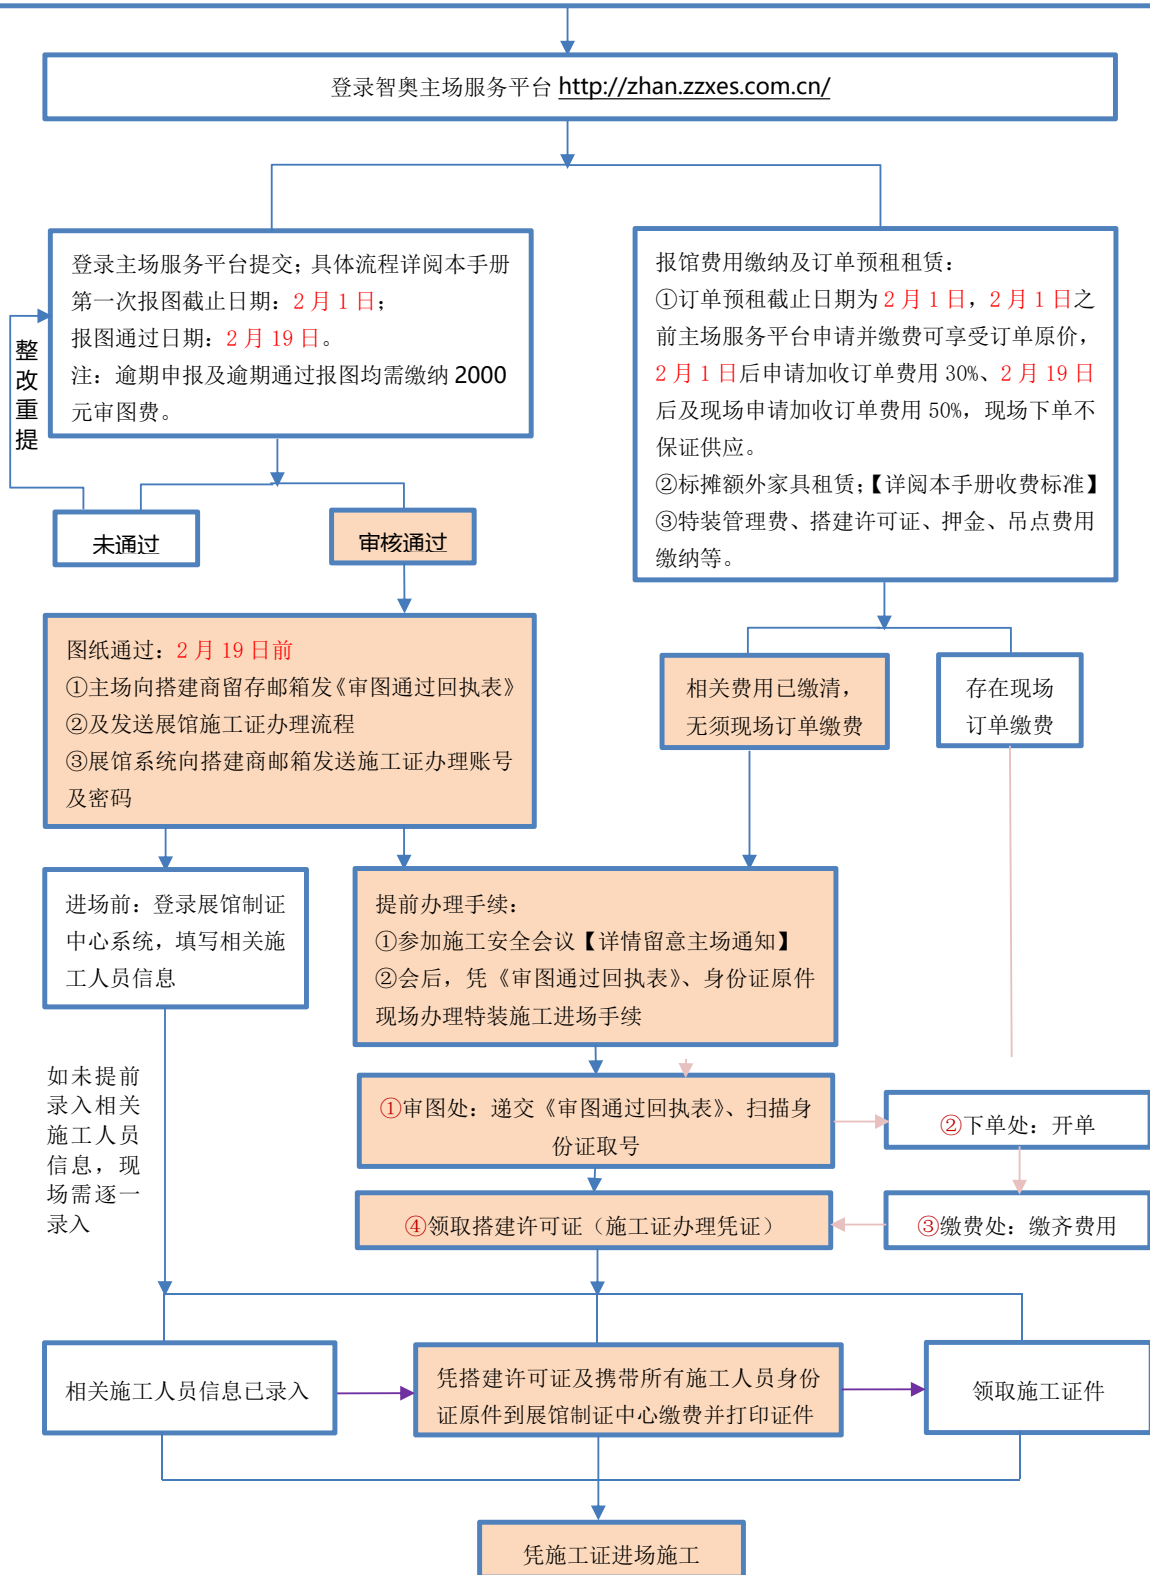 登录智奥主场服务平台 http://zhan.zzxes.com.cn/
登录主场服务平台提交；具体流程详阅本手册
第一次报图截止日期：2 月 1 日；
报图通过日期：2 月 19 日。
注：逾期申报及逾期通过报图均需缴纳 2000
元审图费。
整
改
重
提
未通过
审核通过
报馆费用缴纳及订单预租租赁：
①订单预租截止日期为 2 月 1 日，2 月 1 日之
前主场服务平台申请并缴费可享受订单原价，
2 月 1 日后申请加收订单费用 30%、2 月 19 日
后及现场申请加收订单费用 50%，现场下单不
保证供应。
②标摊额外家具租赁；【详阅本手册收费标准】
③特装管理费、搭建许可证、押金、吊点费用
缴纳等。
图纸通过：2 月 19 日前
①主场向搭建商留存邮箱发《审图通过回执表》
②及发送展馆施工证办理流程
③展馆系统向搭建商邮箱发送施工证办理账号
及密码
相关费用已缴清，
无须现场订单缴费
存在现场
订单缴费
进场前：登录展馆制证
中心系统，填写相关施
工人员信息
提前办理手续：
①参加施工安全会议【详情留意主场通知】
②会后，凭《审图通过回执表》、身份证原件
现场办理特装施工进场手续
如未提前
录入相关
施工人员
信息，现
场需逐一
录入
①审图处：递交《审图通过回执表》、扫描身
份证取号
②下单处：开单
④领取搭建许可证（施工证办理凭证）
③缴费处：缴齐费用
相关施工人员信息已录入
凭搭建许可证及携带所有施工人员身份
证原件到展馆制证中心缴费并打印证件
领取施工证件
凭施工证进场施工